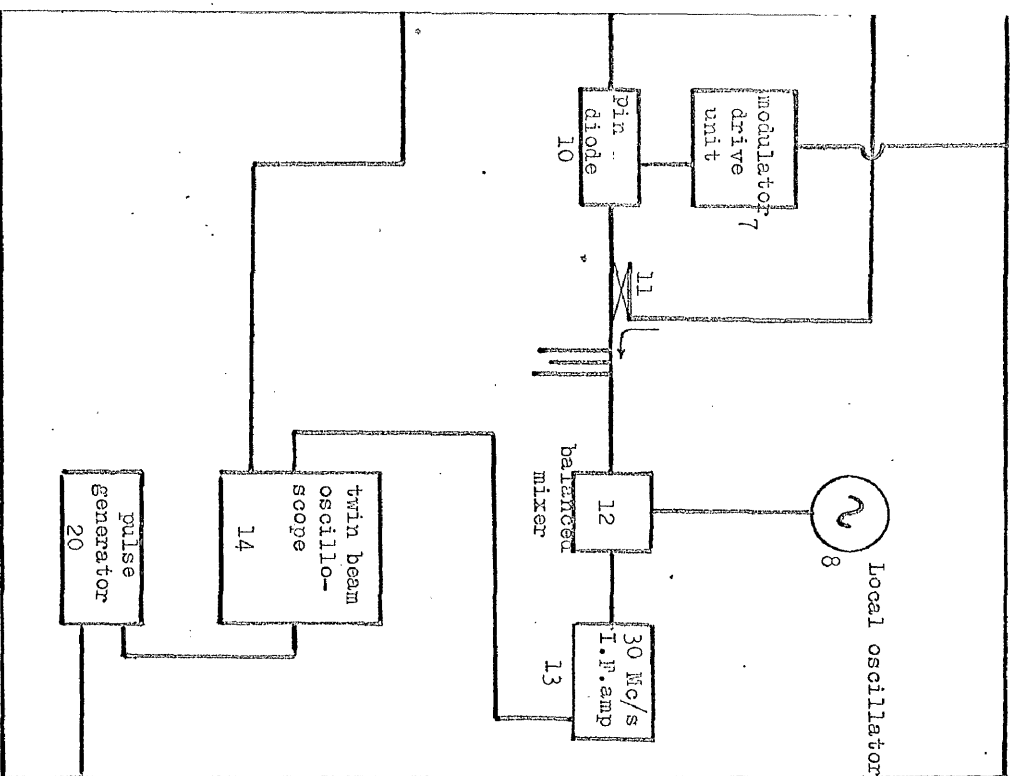 modulator
drive
unit
7
pin
diode
10
11
Local oscillator
8
12
balanced
mixer
30 Mc/s
I.F.amp
13
twin beam
oscillo-
scope
14
pulse
generator
20